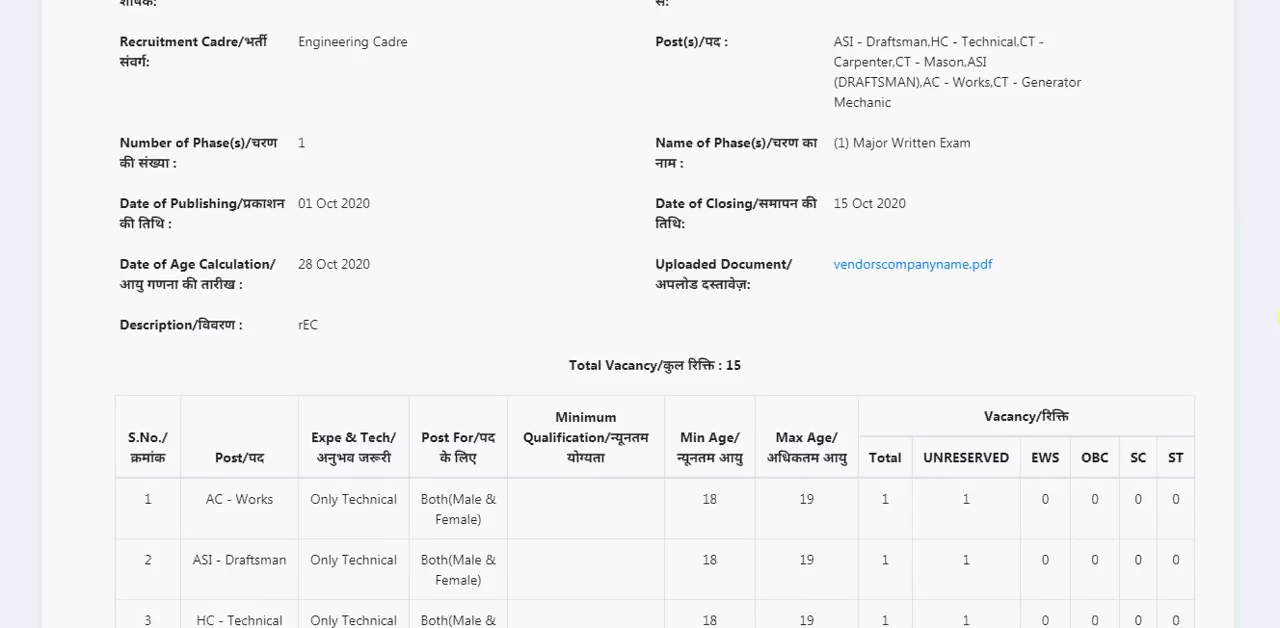 शीर्षक:
सं:
Recruitment Cadre/भर्ती संवर्ग: Engineering Cadre
Post(s)/पद : ASI - Draftsman,HC - Technical,CT -
Carpenter,CT - Mason,ASI
(DRAFTSMAN),AC - Works,CT - Generator
Mechanic
Number of Phase(s)/चरण
की संख्या : 1
Name of Phase(s)/चरण का
नाम : (1) Major Written Exam
Date of Publishing/प्रकाशन
की तिथि : 01 Oct 2020
Date of Closing/समापन की
तिथि: 15 Oct 2020
Date of Age Calculation/
आयु गणना की तारीख : 28 Oct 2020
Uploaded Document/
अपलोड दस्तावेज़: vendorscompanyname.pdf
Description/विवरण : rEC
Total Vacancy/कुल रिक्ति : 15
S.No./
क्रमांक
Post/पद
Expe & Tech/
अनुभव जरूरी
Post For/पद
के लिए
Minimum
Qualification/न्यूनतम
योग्यता
Min Age/
न्यूनतम आयु
Max Age/
अधिकतम आयु
Vacancy/रिक्ति
Total UNRESERVED EWS OBC SC ST
1 AC - Works Only Technical Both(Male &
Female) 18 19 1 1 0 0 0 0
2 ASI - Draftsman Only Technical Both(Male &
Female) 18 19 1 1 0 0 0 0
3 HC - Technical Only Technical Both(Male & 18 19 1 1 0 0 0 0